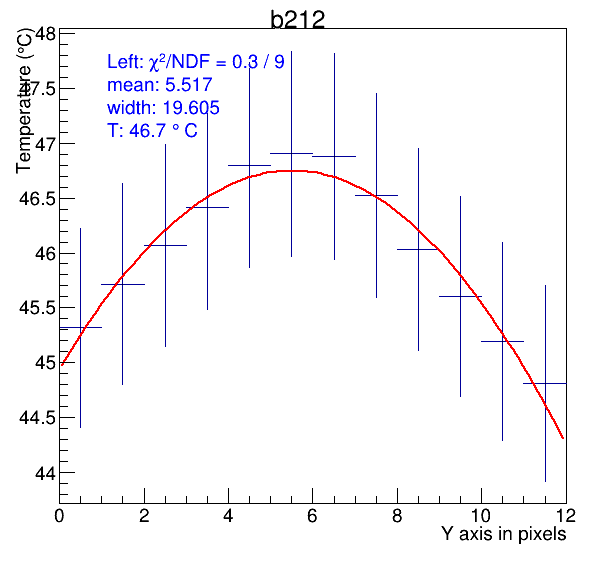 b212
Temperature (°C)
Left: χ²/NDF = 0.3 / 9
mean: 5.517
width: 19.605
T: 46.7 ° C
48
47.5
47
46.5
46
45.5
45
44.5
44
0 2 4 6 8 10 12
Y axis in pixels